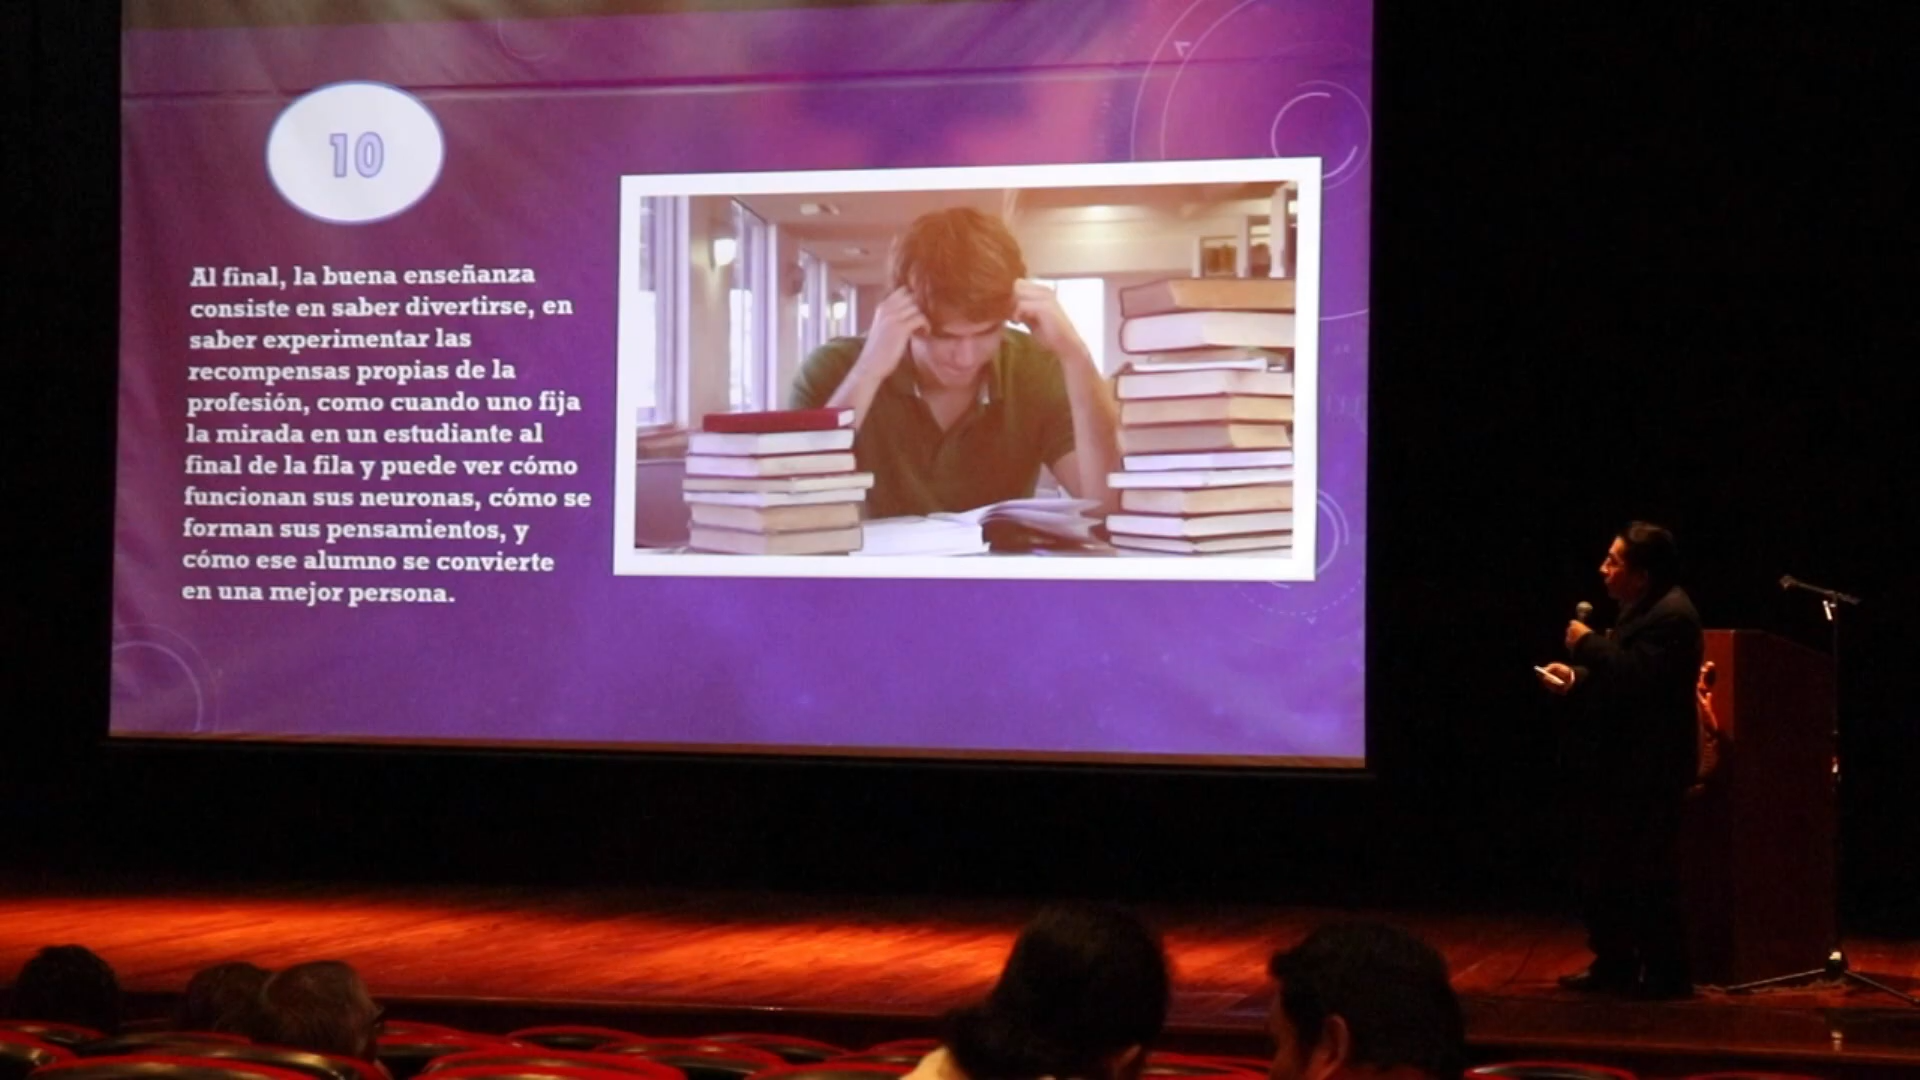 10
Al final, la buena enseñanza
consiste en saber divertirse, en
saber experimentar las
recompensas propias de la
profesión, como cuando uno fija
la mirada en un estudiante al
final de la fila y puede ver cómo
funcionan sus neuronas, cómo se
forman sus pensamientos, y
cómo ese alumno se convierte
en una mejor persona.